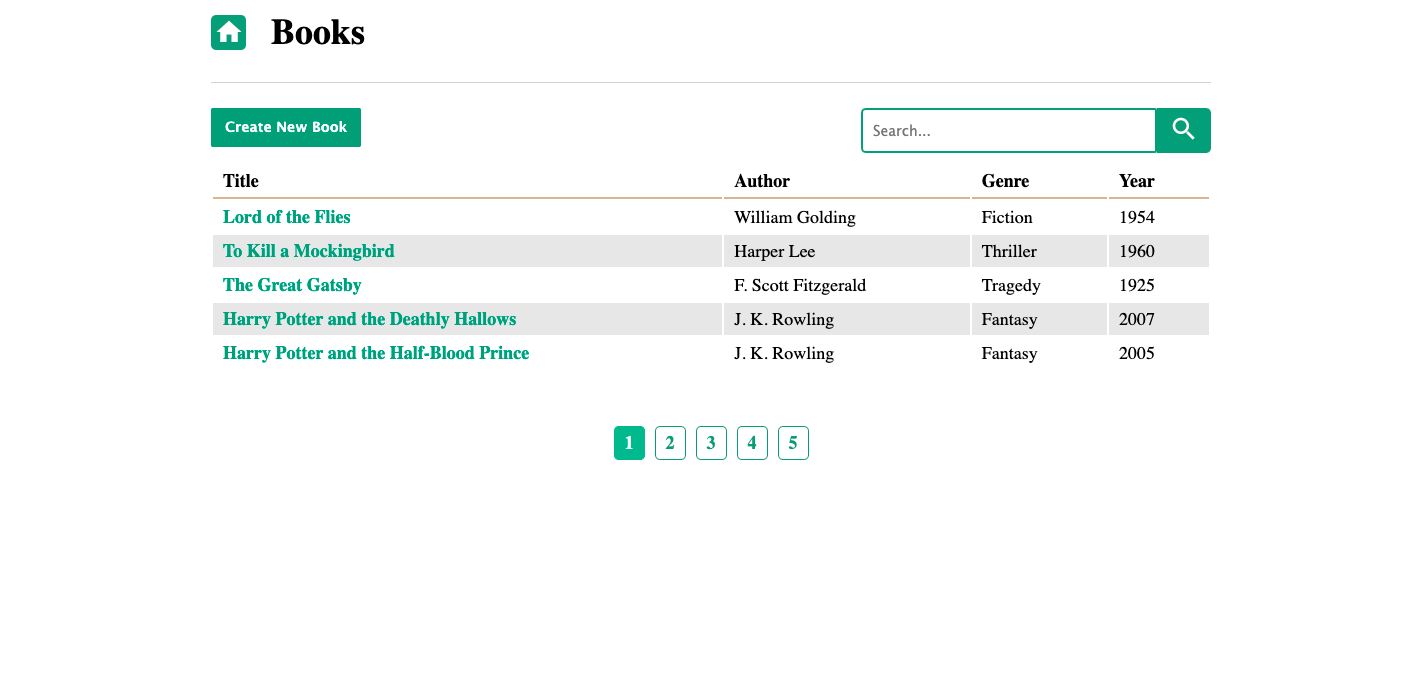 Books
Create New Book
Search...
Title Author Genre Year
Lord of the Flies William Golding Fiction 1954
To Kill a Mockingbird Harper Lee Thriller 1960
The Great Gatsby F. Scott Fitzgerald Tragedy 1925
Harry Potter and the Deathly Hallows J. K. Rowling Fantasy 2007
Harry Potter and the Half-Blood Prince J. K. Rowling Fantasy 2005
1 2 3 4 5